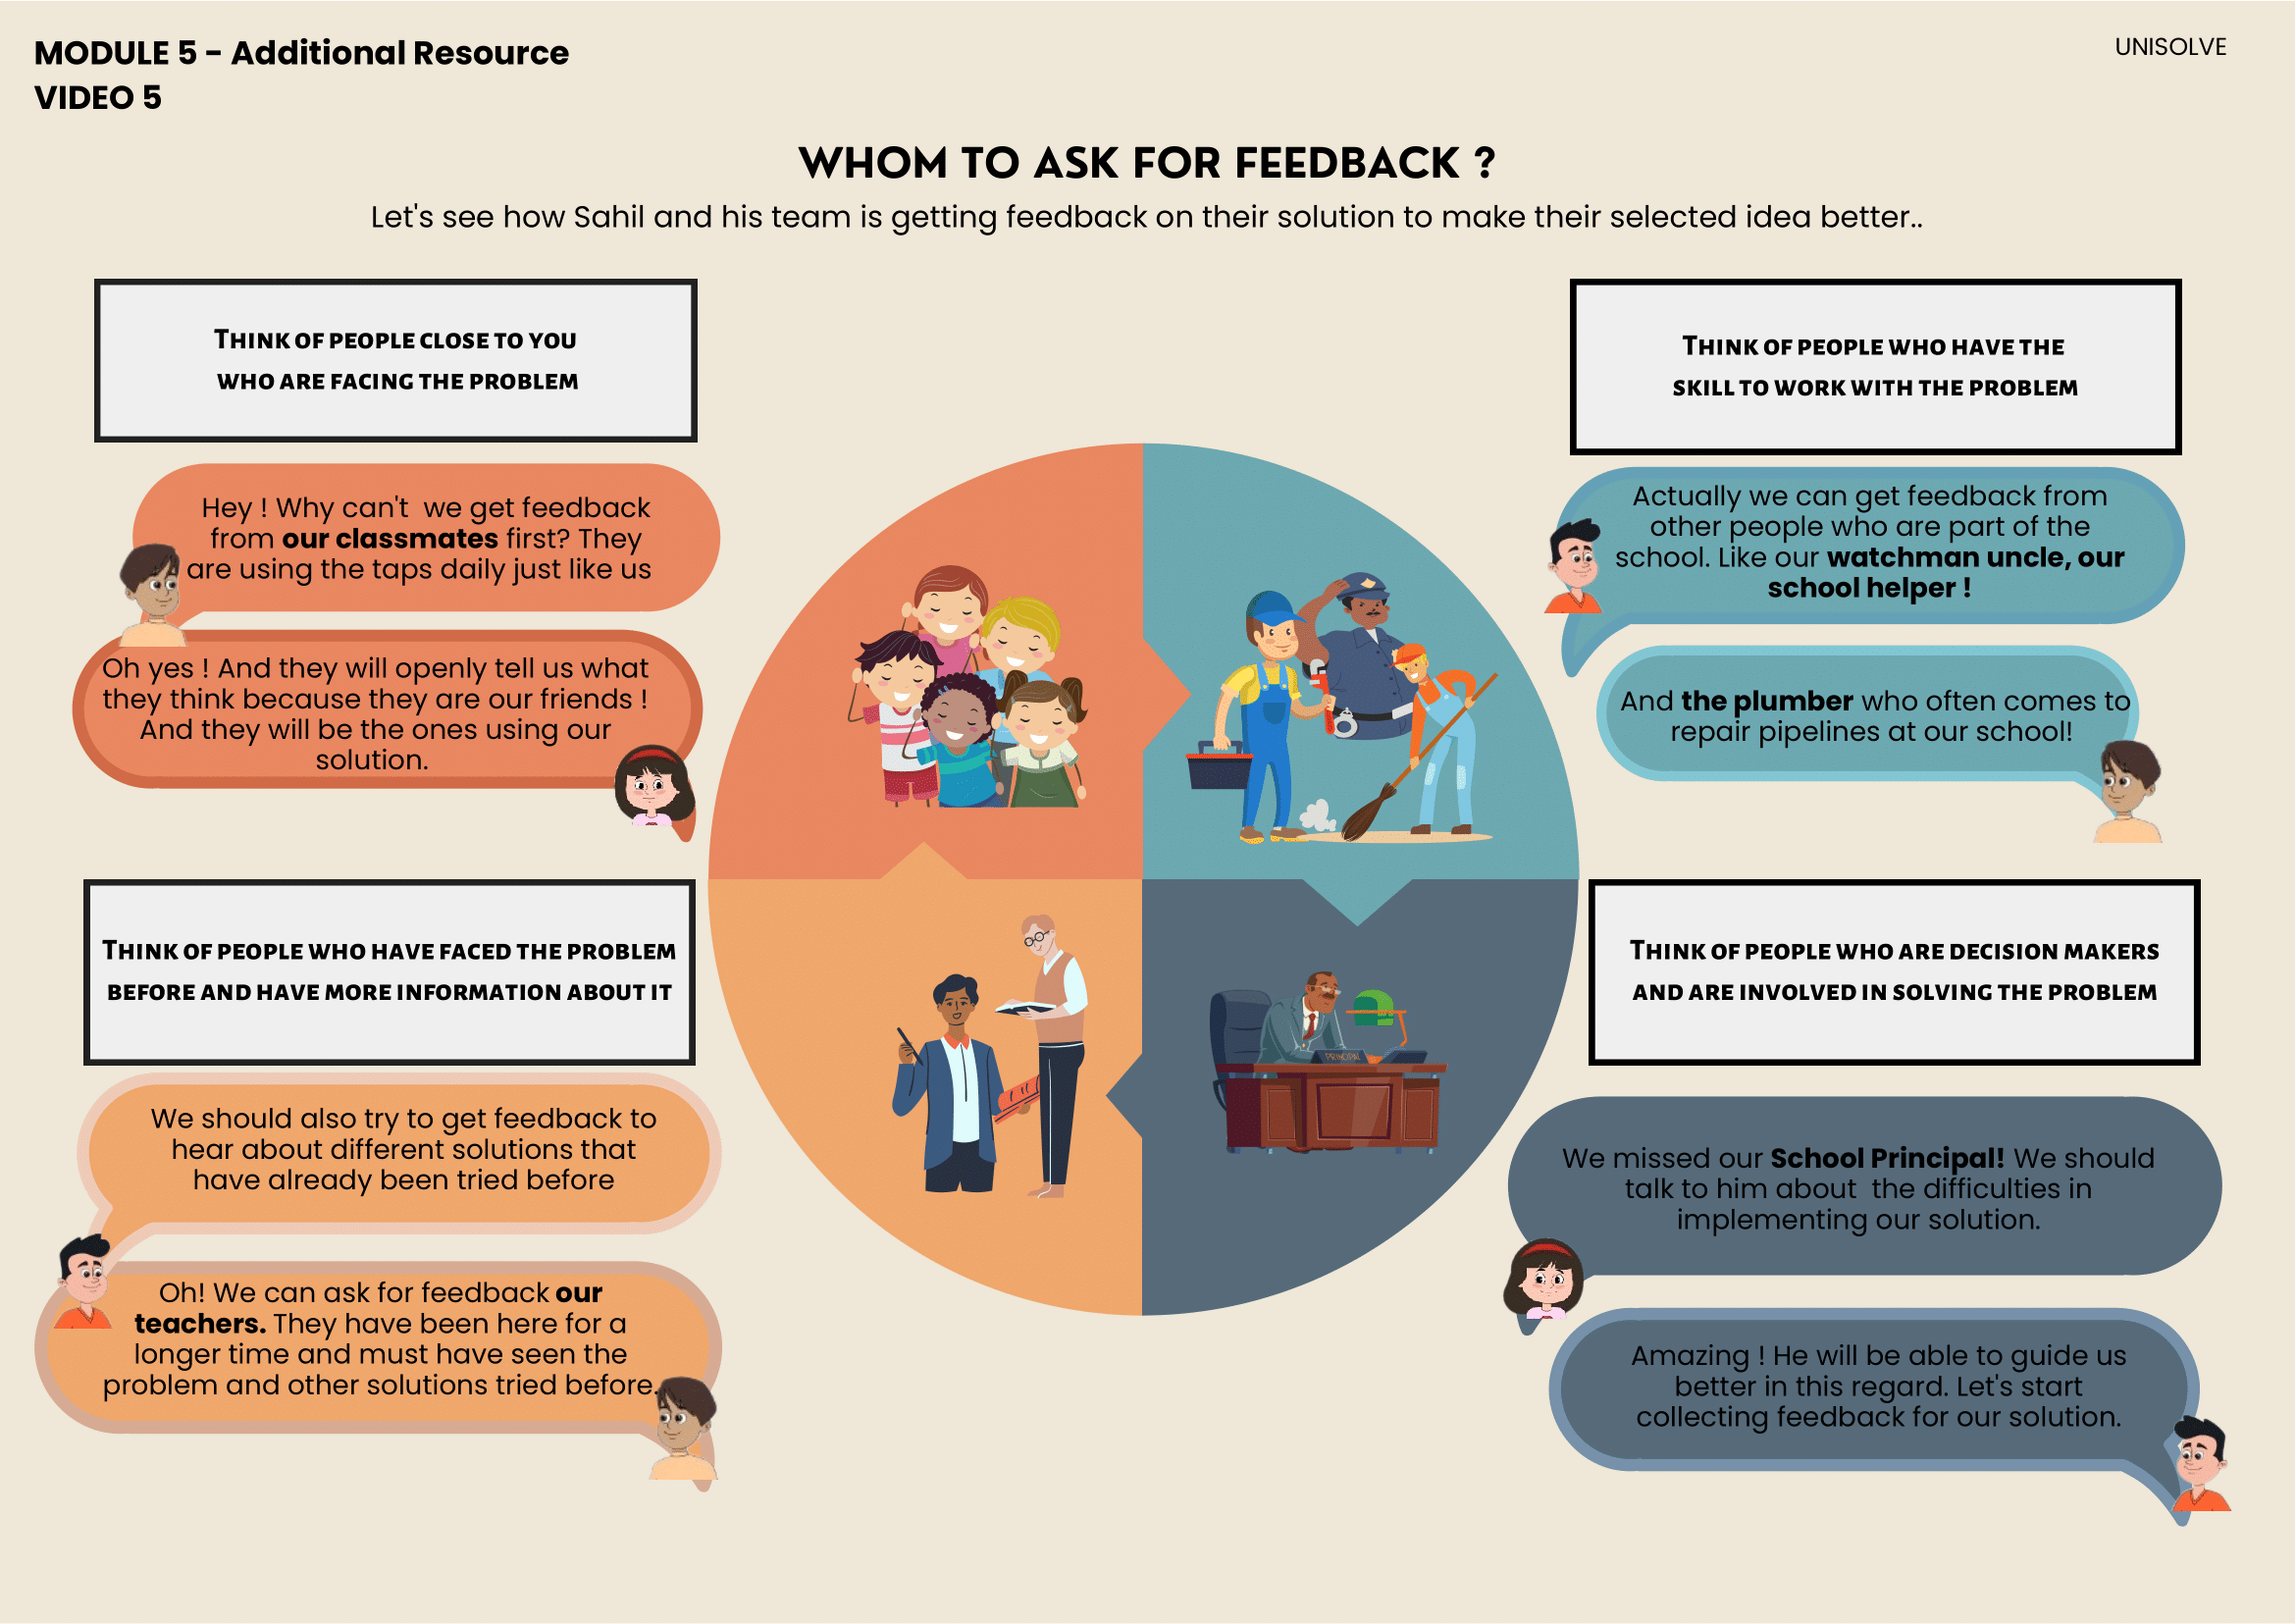 MODULE 5 - Additional Resource
VIDEO 5
UNISOLVE
WHOM TO ASK FOR FEEDBACK ?
Let's see how Sahil and his team is getting feedback on their solution to make their selected idea better..
THINK OF PEOPLE CLOSE TO YOU
WHO ARE FACING THE PROBLEM
Hey ! Why can't  we get feedback
from our classmates first? They
are using the taps daily just like us
Oh yes ! And they will openly tell us what
they think because they are our friends !
And they will be the ones using our
solution.
THINK OF PEOPLE WHO HAVE THE
SKILL TO WORK WITH THE PROBLEM
Actually we can get feedback from
other people who are part of the
school. Like our watchman uncle, our
school helper !
And the plumber who often comes to
repair pipelines at our school!
THINK OF PEOPLE WHO HAVE FACED THE PROBLEM
BEFORE AND HAVE MORE INFORMATION ABOUT IT
We should also try to get feedback to
hear about different solutions that
have already been tried before
Oh! We can ask for feedback our
teachers. They have been here for a
longer time and must have seen the
problem and other solutions tried before.
PRINCIPAL
THINK OF PEOPLE WHO ARE DECISION MAKERS
AND ARE INVOLVED IN SOLVING THE PROBLEM
We missed our School Principal! We should
talk to him about  the difficulties in
implementing our solution.
Amazing ! He will be able to guide us
better in this regard. Let's start
collecting feedback for our solution.